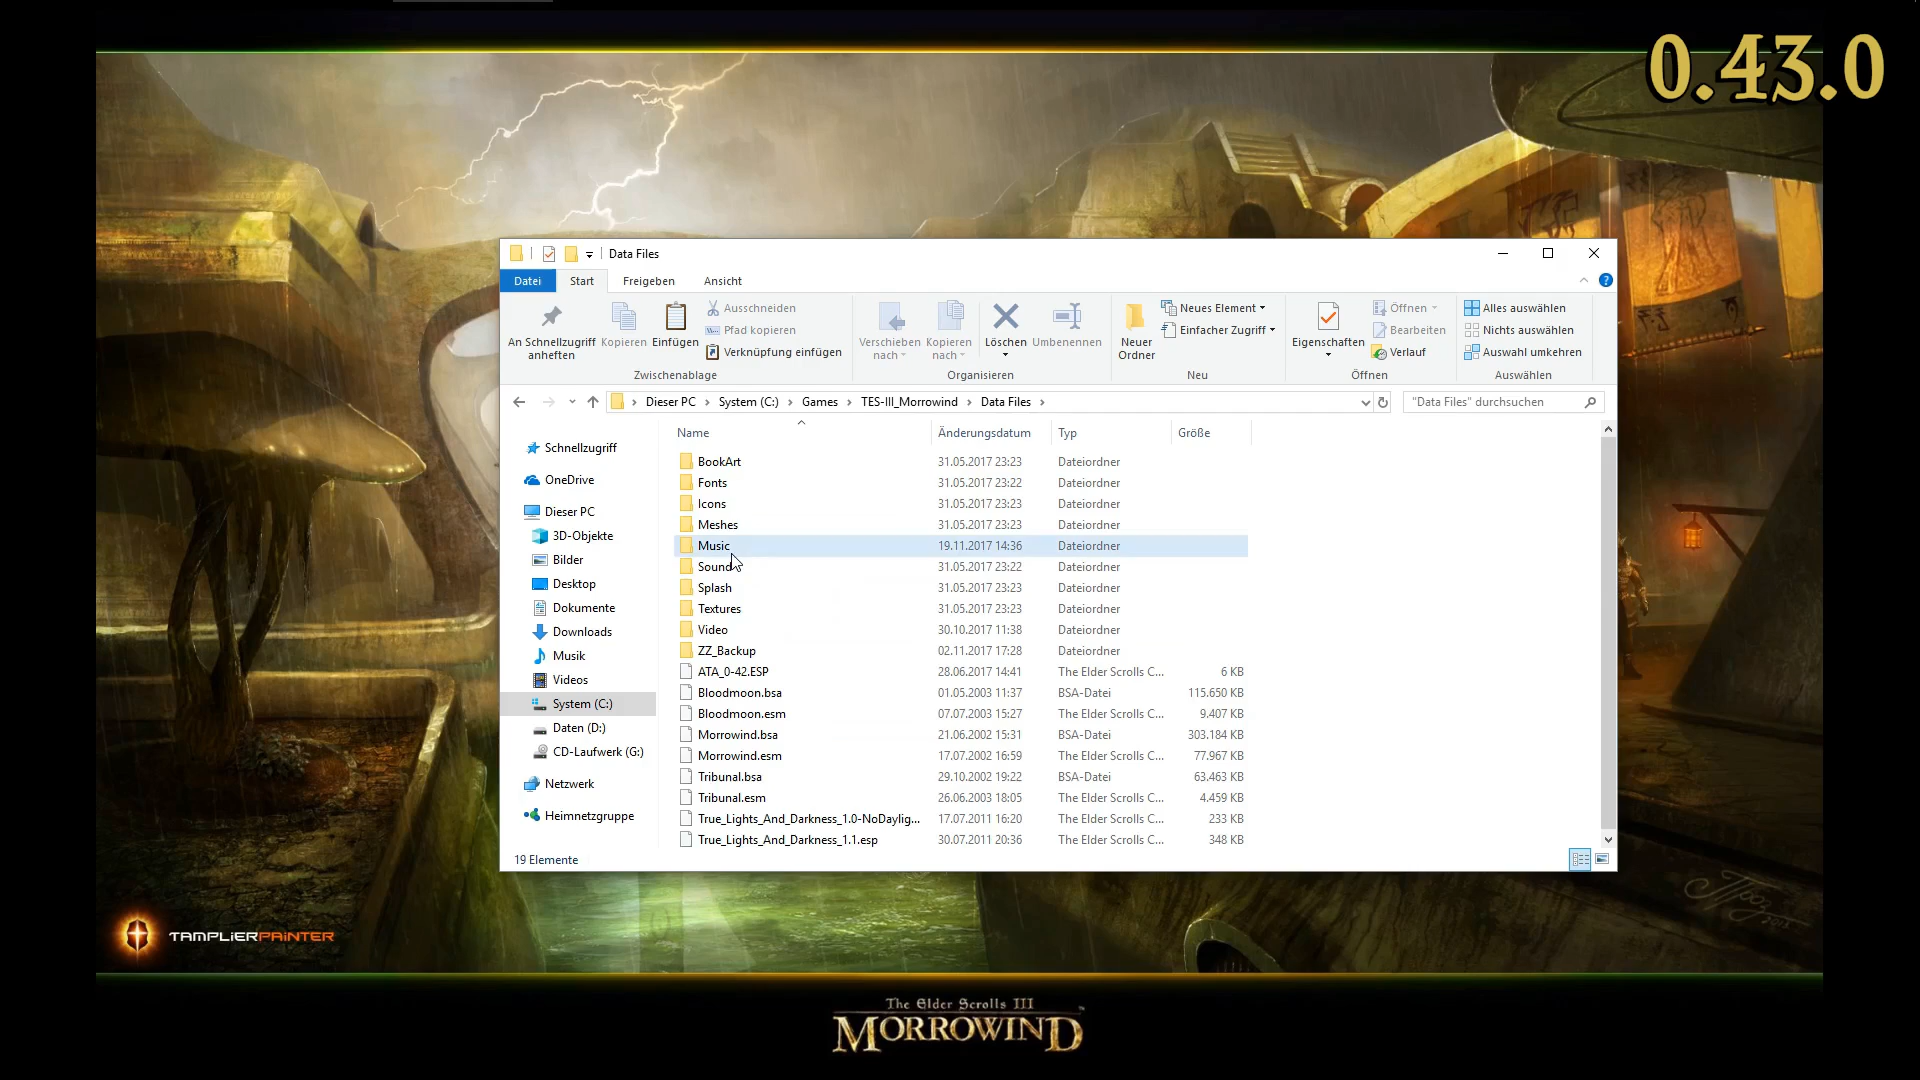 0.43.0
Data Files
Datei Start Freigeben Ansicht
An Schnellzugriff anheften
Kopieren
Einfügen
Ausschneiden
Pfad kopieren
Verknüpfung einfügen
Zwischenablage
Verschieben nach
Kopieren nach
Löschen
Umbenennen
Organisieren
Neuer Ordner
Neues Element
Einfacher Zugriff
Neu
Eigenschaften
Öffnen
Bearbeiten
Verlauf
Öffnen
Alles auswählen
Nichts auswählen
Auswahl umkehren
Auswählen
Dieser PC > System (C:) > Games > TES-III_Morrowind > Data Files >
"Data Files" durchsuchen
Schnellzugriff
OneDrive
Dieser PC
3D-Objekte
Bilder
Desktop
Dokumente
Downloads
Musik
Videos
System (C:)
Daten (D:)
CD-Laufwerk (G:)
Netzwerk
Heimnetzgruppe
Name Änderungsdatum Typ Größe
BookArt 31.05.2017 23:23 Dateiordner
Fonts 31.05.2017 23:22 Dateiordner
Icons 31.05.2017 23:23 Dateiordner
Meshes 31.05.2017 23:23 Dateiordner
Music 19.11.2017 14:36 Dateiordner
Sound 31.05.2017 23:22 Dateiordner
Splash 31.05.2017 23:23 Dateiordner
Textures 31.05.2017 23:23 Dateiordner
Video 30.10.2017 11:38 Dateiordner
ZZ_Backup 02.11.2017 17:28 Dateiordner
ATA_0-42.ESP 28.06.2017 14:41 The Elder Scrolls C... 6 KB
Bloodmoon.bsa 01.05.2003 11:37 BSA-Datei 115.650 KB
Bloodmoon.esm 07.07.2003 15:27 The Elder Scrolls C... 9.407 KB
Morrowind.bsa 21.06.2002 15:31 BSA-Datei 303.184 KB
Morrowind.esm 17.07.2002 16:59 The Elder Scrolls C... 77.967 KB
Tribunal.bsa 29.10.2002 19:22 BSA-Datei 63.463 KB
Tribunal.esm 26.06.2003 18:05 The Elder Scrolls C... 4.459 KB
True_Lights_And_Darkness_1.0-NoDaylig... 17.07.2011 16:20 The Elder Scrolls C... 233 KB
True_Lights_And_Darkness_1.1.esp 30.07.2011 20:36 The Elder Scrolls C... 348 KB
19 Elemente
TAMPLIERPAINTER
The Elder Scrolls III
MORROWIND